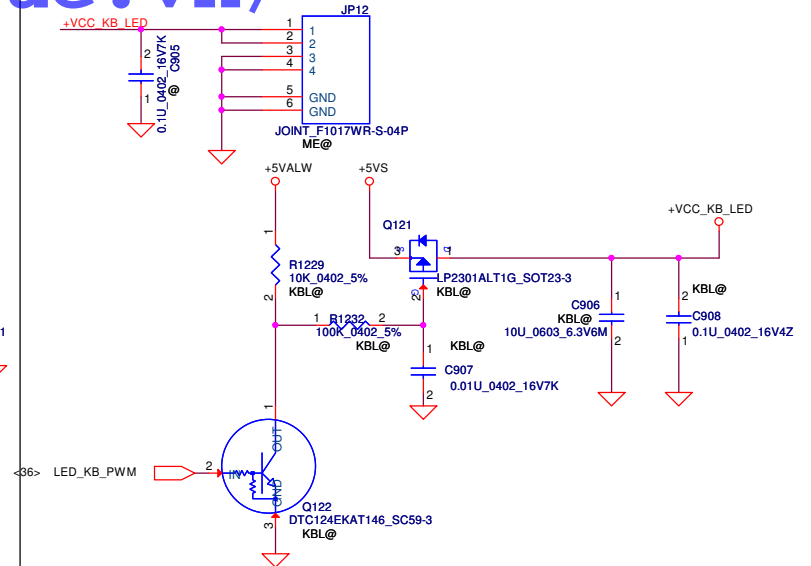 +VCC_KB_LED
JP12
1
2
3
4
5
6
1
2
3
4
GND
GND
JOINT_F1017WR-S-04P
ME@
2
1
0.1U_0402_16V7K
C905
@
+5VALW
+5VS
+VCC_KB_LED
Q121
3
S
D
1
G
2
LP2301ALT1G_SOT23-3
KBL@
1
R1229
10K_0402_5%
KBL@
2
1
R1232
2
100K_0402_5%
KBL@
1
KBL@
C907
0.01U_0402_16V7K
2
1
C906
KBL@
10U_0603_6.3V6M
2
2
KBL@
C908
0.1U_0402_16V4Z
1
1
1
OUT
<36>
LED_KB_PWM
2
IN
GND
3
Q122
DTC124EKAT146_SC59-3
KBL@